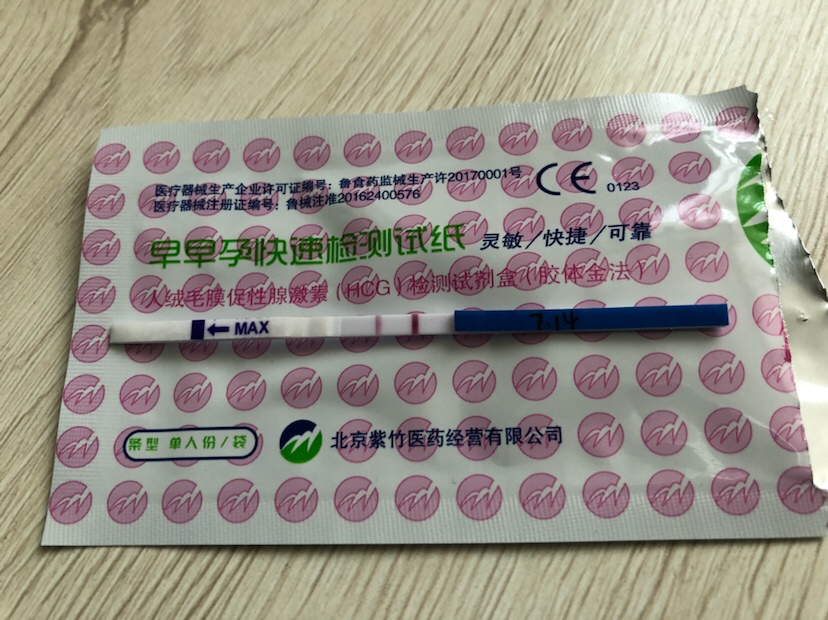 医疗器械生产企业许可证编号：鲁食药监械生产许20170001号
医疗器械注册证编号：鲁械注准20162400576
CE 0123
早早孕快速检测试纸 灵敏／快捷／可靠
人绒毛膜促性腺激素（HCG）检测试剂盒（胶体金法）
MAX
7.14
条型 单人份／袋
北京紫竹医药经营有限公司